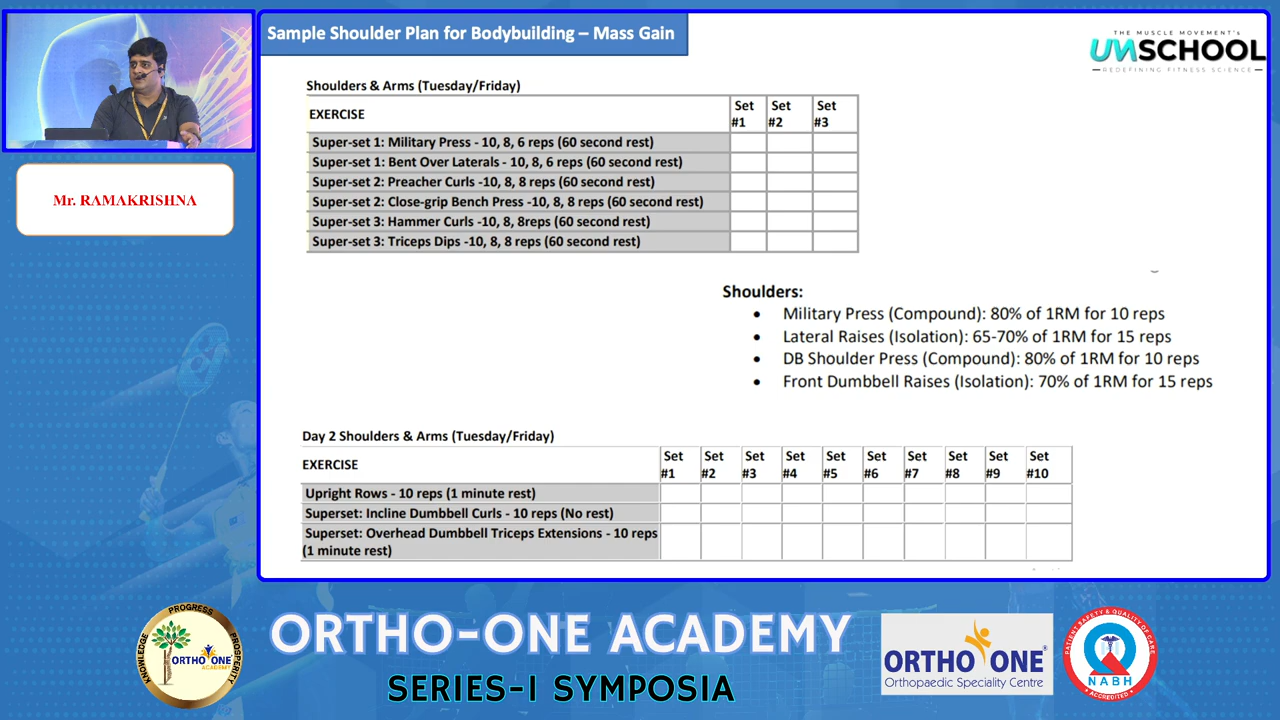 Sample Shoulder Plan for Bodybuilding – Mass Gain
THE MUSCLE MOVEMENT'S
UMSCHOOL
REDEFINING FITNESS SCIENCE
Mr. RAMAKRISHNA
Shoulders & Arms (Tuesday/Friday)
EXERCISE Set #1 Set #2 Set #3
Super-set 1: Military Press - 10, 8, 6 reps (60 second rest)
Super-set 1: Bent Over Laterals - 10, 8, 6 reps (60 second rest)
Super-set 2: Preacher Curls -10, 8, 8 reps (60 second rest)
Super-set 2: Close-grip Bench Press -10, 8, 8 reps (60 second rest)
Super-set 3: Hammer Curls -10, 8, 8reps (60 second rest)
Super-set 3: Triceps Dips -10, 8, 8 reps (60 second rest)
Shoulders:
• Military Press (Compound): 80% of 1RM for 10 reps
• Lateral Raises (Isolation): 65-70% of 1RM for 15 reps
• DB Shoulder Press (Compound): 80% of 1RM for 10 reps
• Front Dumbbell Raises (Isolation): 70% of 1RM for 15 reps
Day 2 Shoulders & Arms (Tuesday/Friday)
EXERCISE Set #1 Set #2 Set #3 Set #4 Set #5 Set #6 Set #7 Set #8 Set #9 Set #10
Upright Rows - 10 reps (1 minute rest)
Superset: Incline Dumbbell Curls - 10 reps (No rest)
Superset: Overhead Dumbbell Triceps Extensions - 10 reps
(1 minute rest)
KNOWLEDGE PROGRESS PROSPERITY
ORTHO ONE
ACADEMY
ORTHO-ONE ACADEMY
SERIES-I SYMPOSIA
ORTHO ONE®
Orthopaedic Speciality Centre
PATIENT SAFETY & QUALITY OF CARE
NABH
ACCREDITED